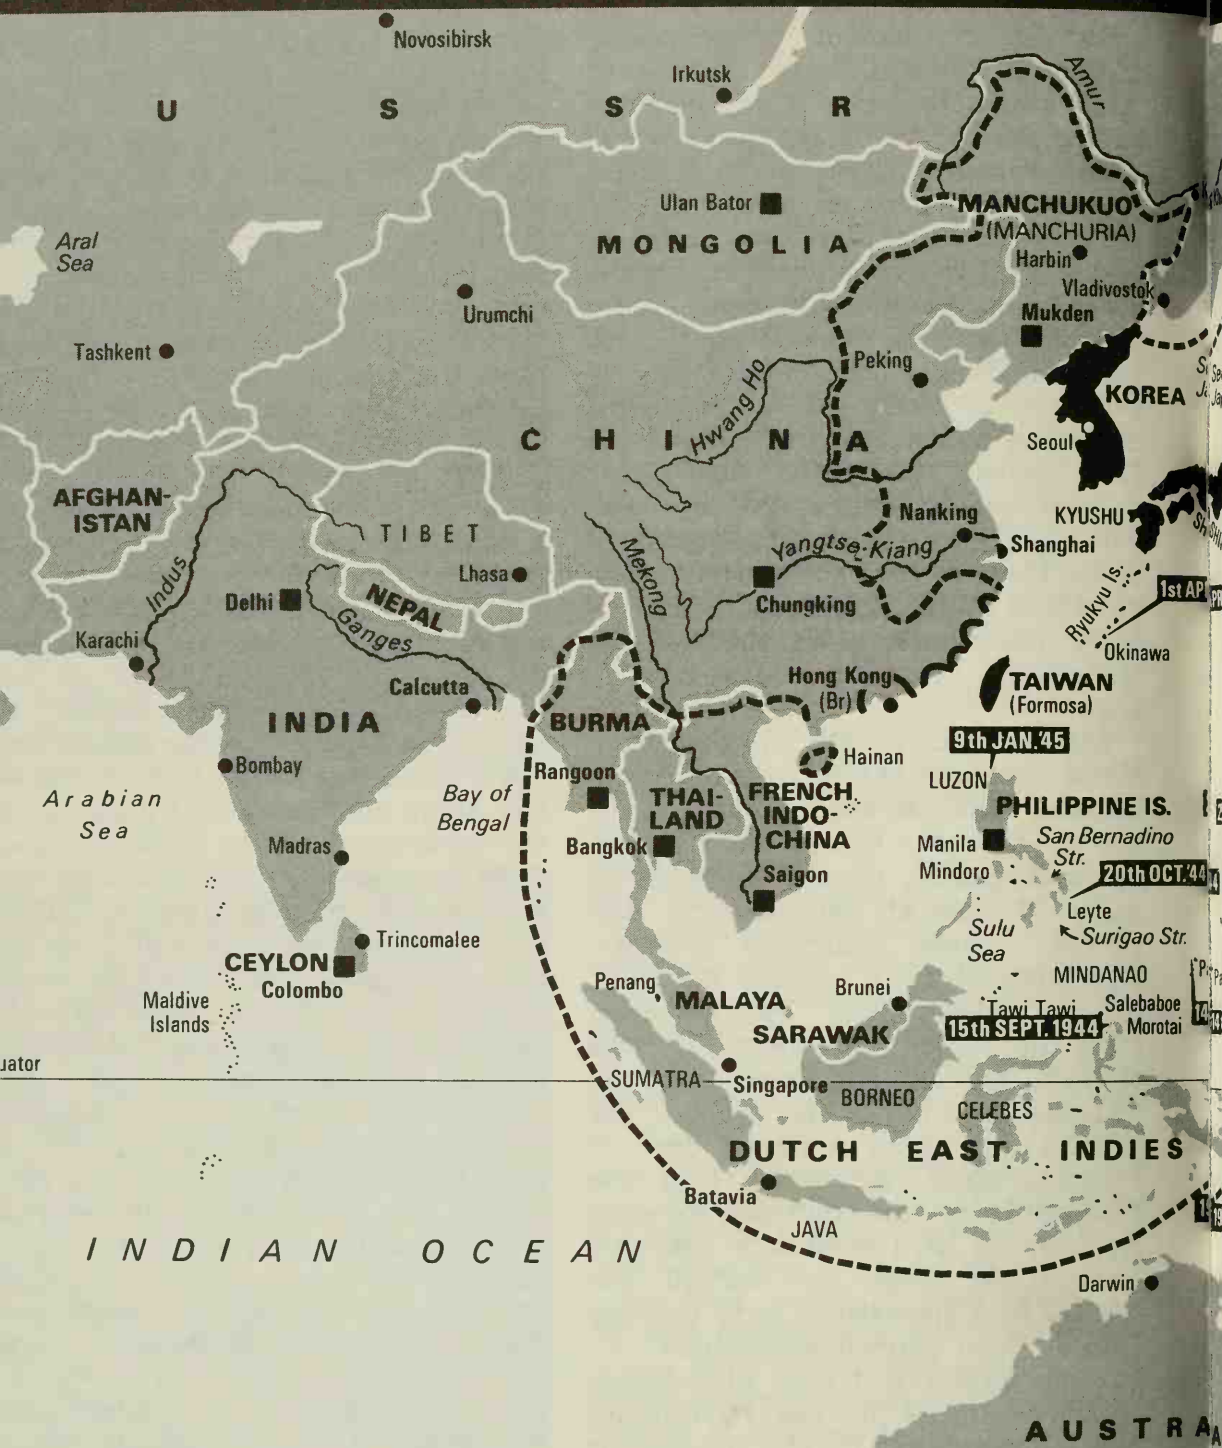 Novosibirsk
Irkutsk
Amur
U S S R
Ulan Bator
MONGOLIA
MANCHUKUO
(MANCHURIA)
Harbin
Aral
Sea
Urumchi
Vladivostok
Mukden
Tashkent
Peking
KOREA
Hwang Ho
CHINA
Seoul
AFGHAN-
ISTAN
TIBET
Nanking
KYUSHU
Shanghai
Yangtse-Kiang
Mekong
Indus
Lhasa
NEPAL
Delhi
Chungking
Ryukyu Is.
Ganges
Karachi
Okinawa
Calcutta
Hong Kong
(Br)
TAIWAN
(Formosa)
INDIA
BURMA
9th JAN.'45
Hainan
Bombay
Rangoon
LUZON
Arabian
Sea
Bay of
Bengal
THAI-
LAND
FRENCH
INDO-
CHINA
PHILIPPINE IS.
Manila
San Bernadino
Str.
Madras
Bangkok
Mindoro
20th OCT.'44
Saigon
Leyte
Sulu
Sea
Surigao Str.
Trincomalee
CEYLON
Colombo
MINDANAO
Penang
Brunei
Maldive
Islands
MALAYA
Tawi Tawi
Salebaboe
SARAWAK
15th SEPT. 1944
Morotai
uator
SUMATRA
Singapore
BORNEO
CELEBES
DUTCH EAST INDIES
Batavia
JAVA
INDIAN OCEAN
Darwin
AUSTRA